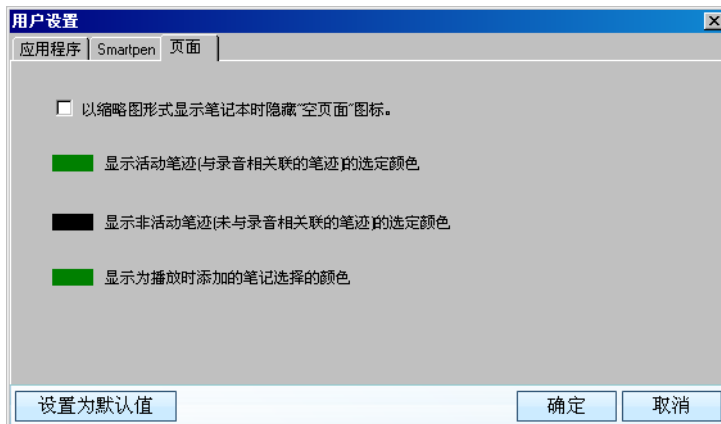 用户设置
应用程序 Smartpen 页面
以缩略图形式显示笔记本时隐藏“空页面”图标。
显示活动笔迹(与录音相关联的笔迹)的选定颜色
显示非活动笔迹(未与录音相关联的笔迹)的选定颜色
显示为播放时添加的笔记选择的颜色
设置为默认值 确定 取消